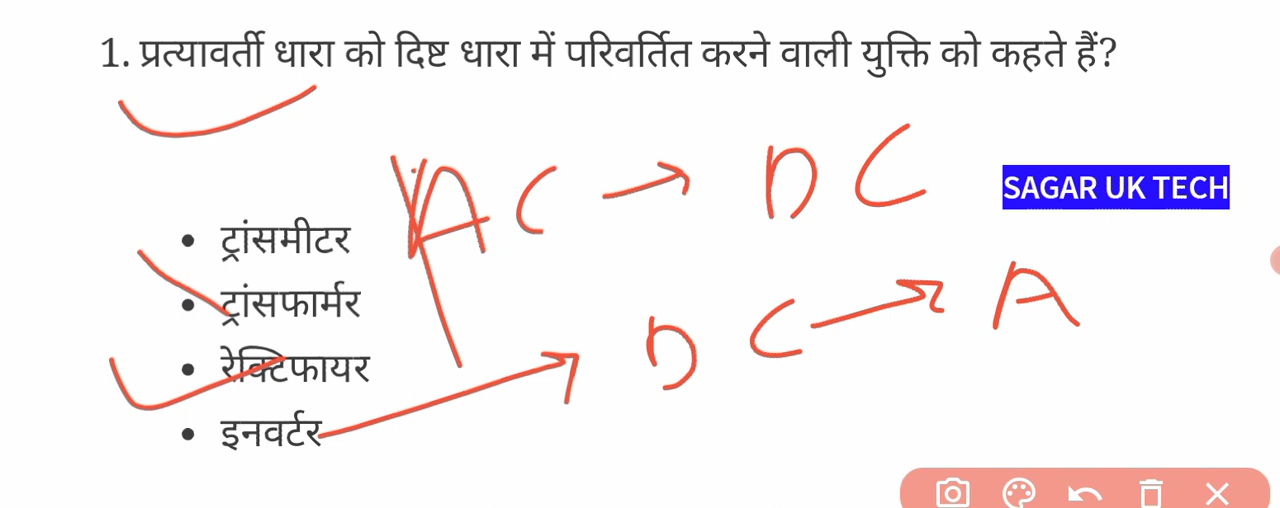 1. प्रत्यावर्ती धारा को दिष्ट धारा में परिवर्तित करने वाली युक्ति को कहते हैं?
AC → DC
SAGAR UK TECH
• ट्रांसमीटर
• ट्रांसफार्मर
DC → A
• रेक्टिफायर
• इनवर्टर